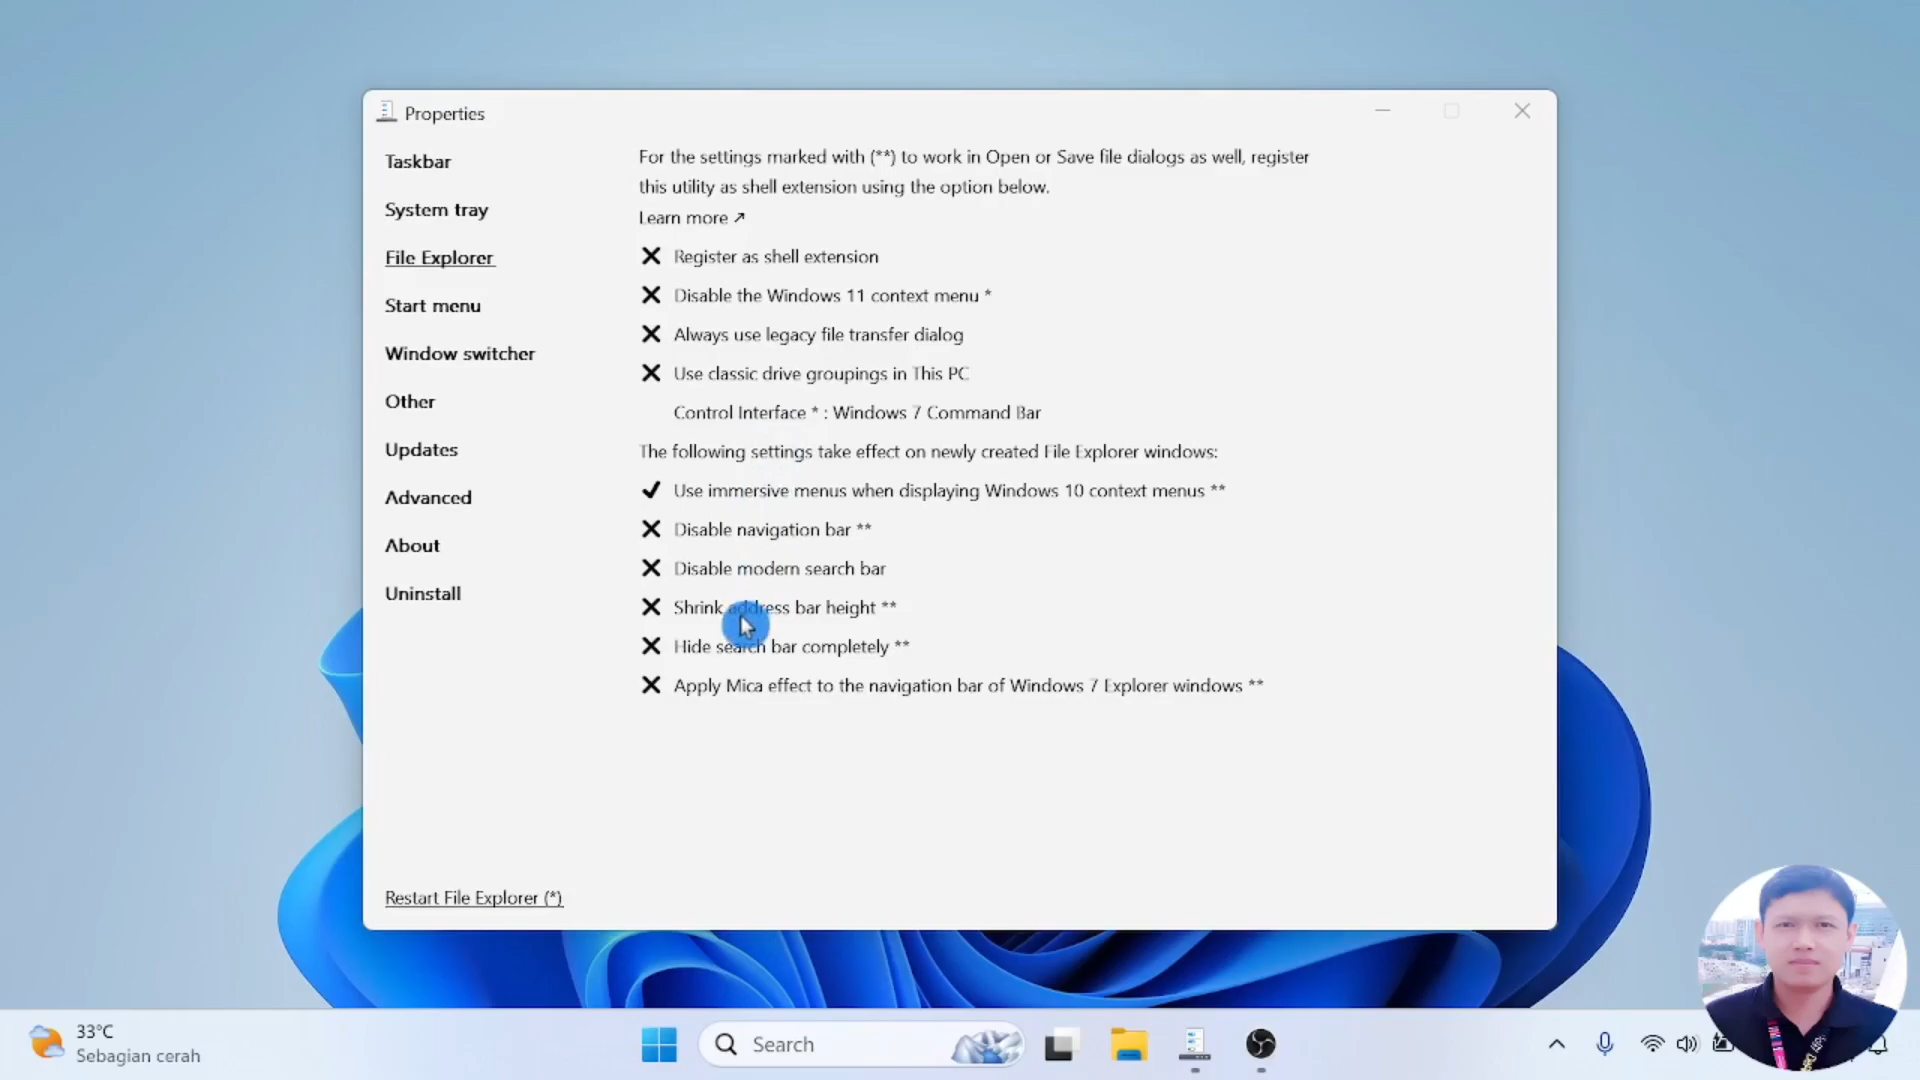 Properties
Taskbar
System tray
File Explorer
Start menu
Window switcher
Other
Updates
Advanced
About
Uninstall
Restart File Explorer (*)
For the settings marked with (**) to work in Open or Save file dialogs as well, register
this utility as shell extension using the option below.
Learn more ↗
Register as shell extension
Disable the Windows 11 context menu *
Always use legacy file transfer dialog
Use classic drive groupings in This PC
Control Interface * : Windows 7 Command Bar
The following settings take effect on newly created File Explorer windows:
Use immersive menus when displaying Windows 10 context menus **
Disable navigation bar **
Disable modern search bar
Shrink address bar height **
Hide search bar completely **
Apply Mica effect to the navigation bar of Windows 7 Explorer windows **
33°C
Sebagian cerah
Search